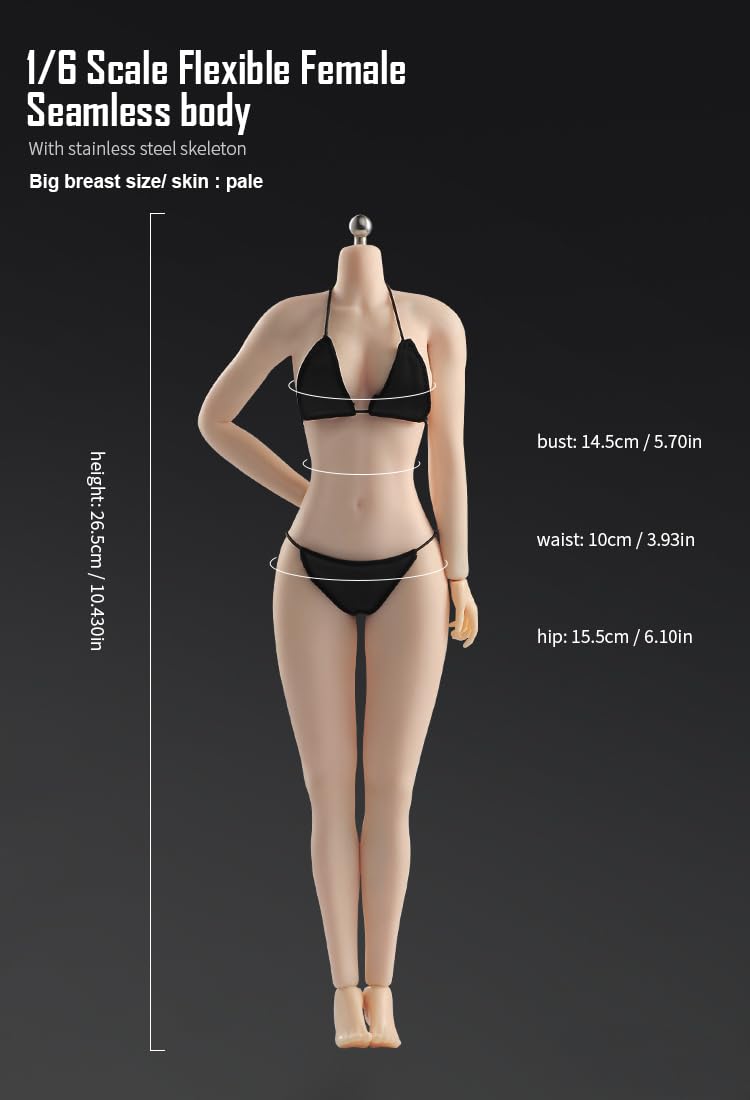 1/6 Scale Flexible Female
Seamless body
With stainless steel skeleton
Big breast size/ skin : pale
height: 26.5cm / 10.430in
bust: 14.5cm / 5.70in
waist: 10cm / 3.93in
hip: 15.5cm / 6.10in